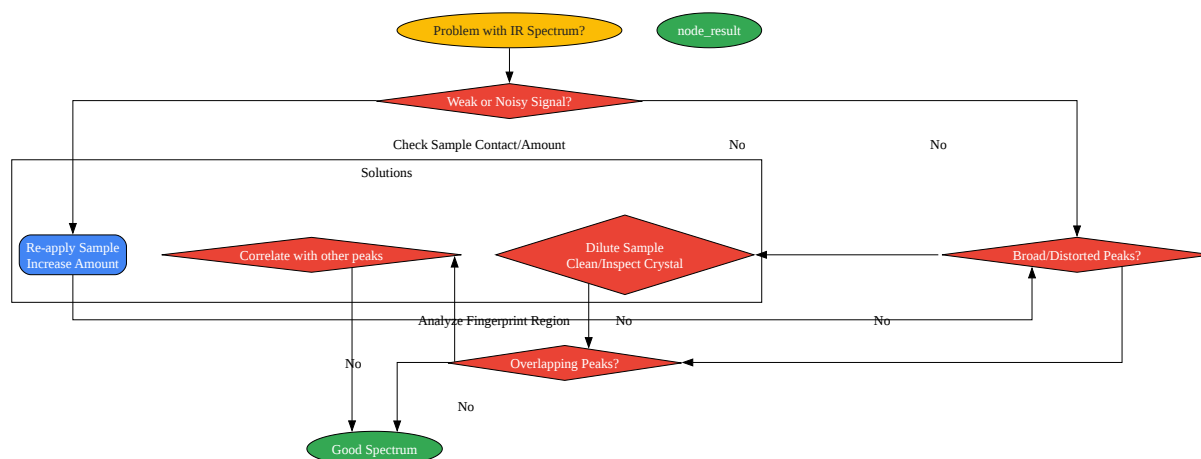 Problem with IR Spectrum?
node_result
Weak or Noisy Signal?
Check Sample Contact/Amount
No
No
Solutions
Re-apply Sample
Increase Amount
Correlate with other peaks
Dilute Sample
Clean/Inspect Crystal
Broad/Distorted Peaks?
Analyze Fingerprint Region
No
No
No
Overlapping Peaks?
No
Good Spectrum